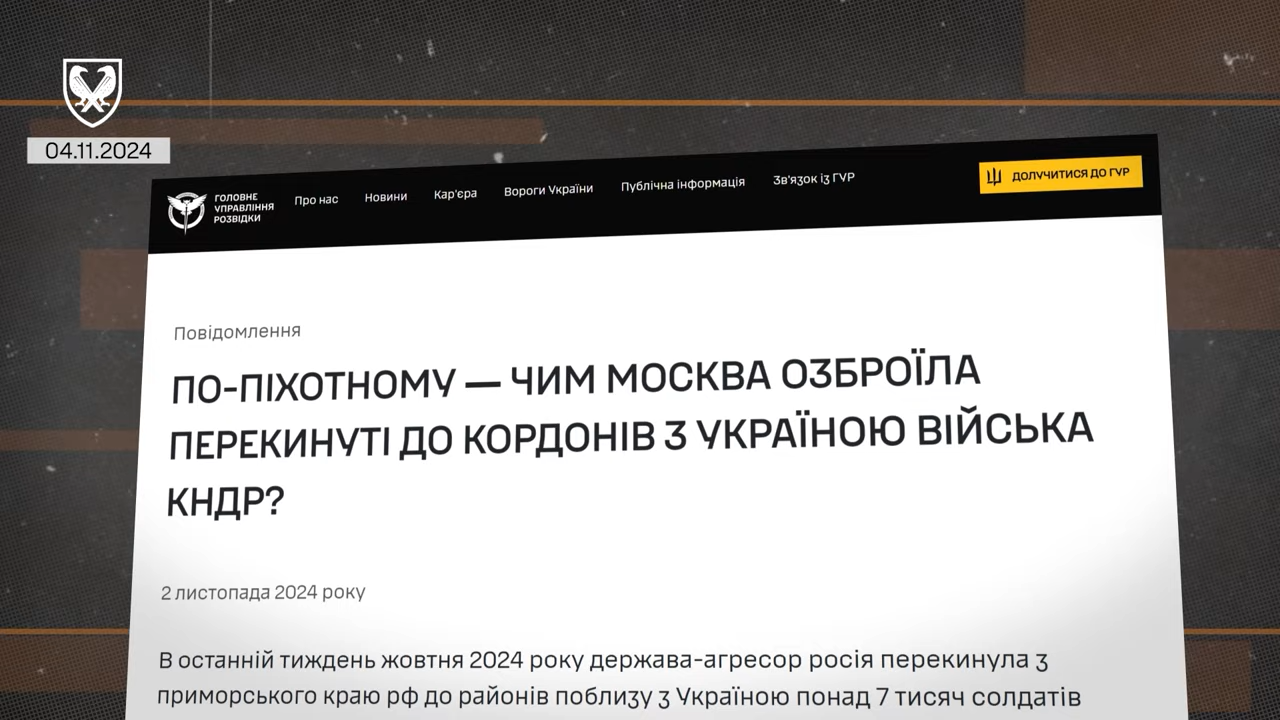 04.11.2024
ГОЛОВНЕ
УПРАВЛІННЯ
РОЗВІДКИ
Про нас
Новини
Кар'єра
Вороги України
Публічна інформація
Зв'язок із ГУР
ДОЛУЧИТИСЯ ДО ГУР
Повідомлення
ПО-ПІХОТНОМУ — ЧИМ МОСКВА ОЗБРОЇЛА
ПЕРЕКИНУТІ ДО КОРДОНІВ З УКРАЇНОЮ ВІЙСЬКА
КНДР?
2 листопада 2024 року
В останній тиждень жовтня 2024 року держава-агресор росія перекинула з
приморського краю рф до районів поблизу з Україною понад 7 тисяч солдатів